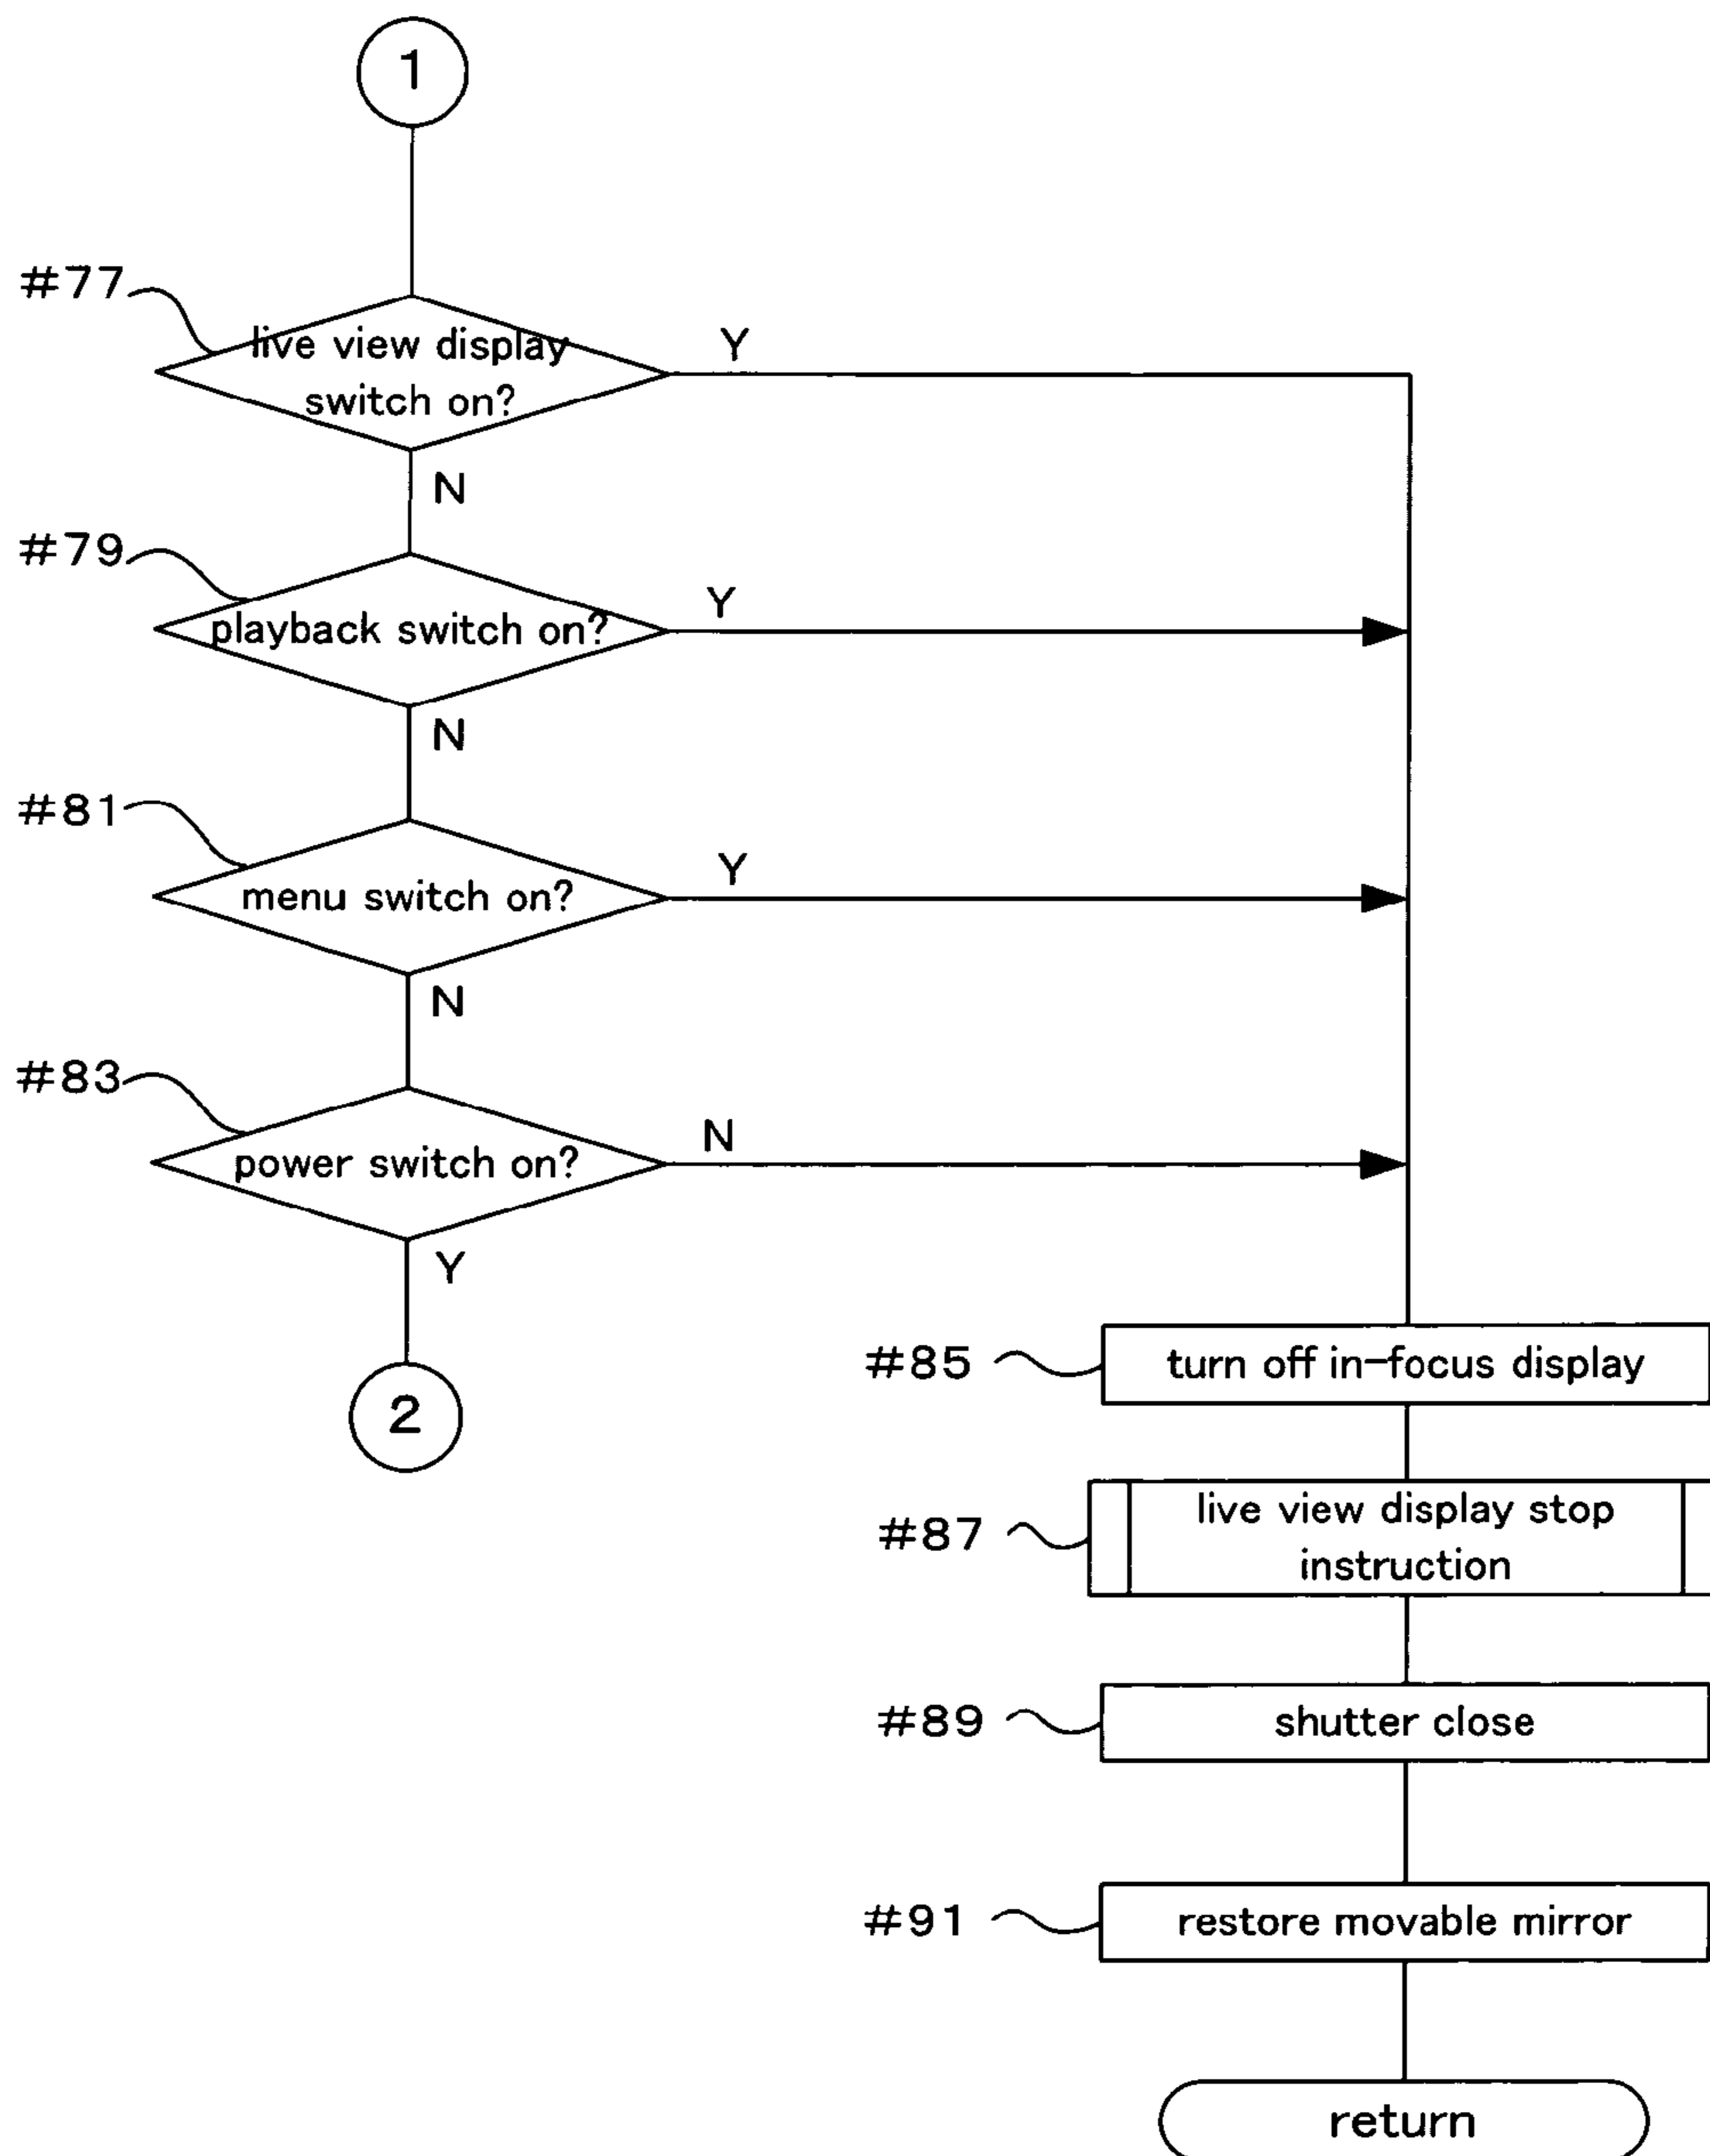 1
#77
live view display
switch on?
Y
N
#79
playback switch on?
Y
N
#81
menu switch on?
Y
N
#83
power switch on?
N
Y
2
#85
turn off in-focus display
#87
live view display stop
instruction
#89
shutter close
#91
restore movable mirror
return